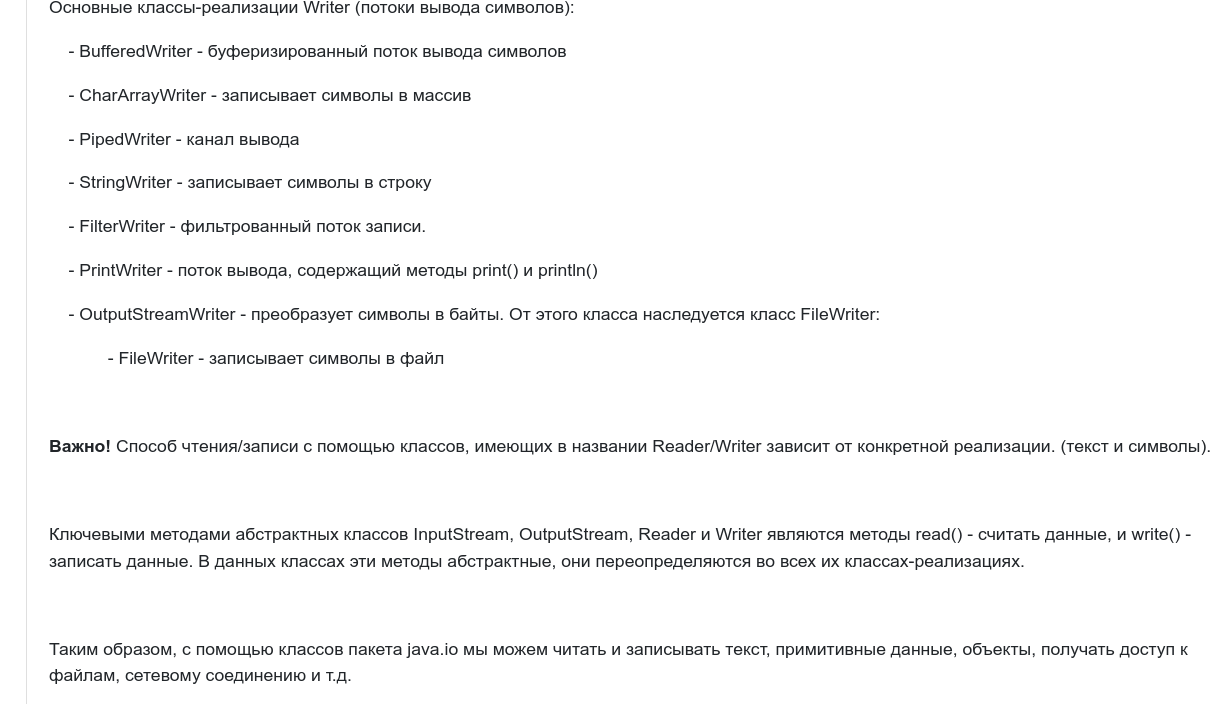 Основные классы-реализации Writer (потоки вывода символов):
- BufferedWriter - буферизированный поток вывода символов
- CharArrayWriter - записывает символы в массив
- PipedWriter - канал вывода
- StringWriter - записывает символы в строку
- FilterWriter - фильтрованный поток записи.
- PrintWriter - поток вывода, содержащий методы print() и println()
- OutputStreamWriter - преобразует символы в байты. От этого класса наследуется класс FileWriter:
- FileWriter - записывает символы в файл
Важно! Способ чтения/записи с помощью классов, имеющих в названии Reader/Writer зависит от конкретной реализации. (текст и символы).
Ключевыми методами абстрактных классов InputStream, OutputStream, Reader и Writer являются методы read() - считать данные, и write() -
записать данные. В данных классах эти методы абстрактные, они переопределяются во всех их классах-реализациях.
Таким образом, с помощью классов пакета java.io мы можем читать и записывать текст, примитивные данные, объекты, получать доступ к
файлам, сетевому соединению и т.д.